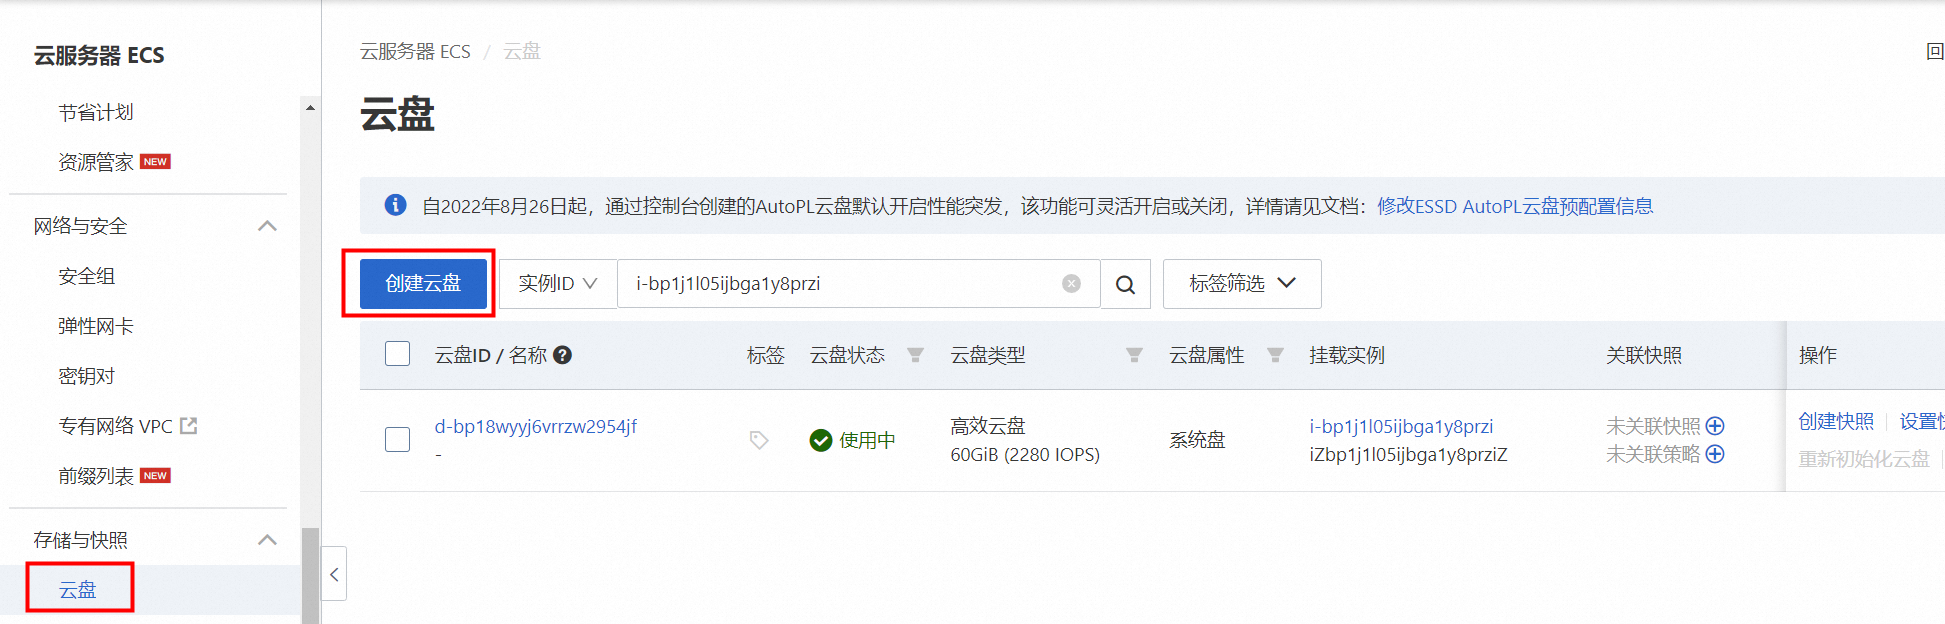 云服务器 ECS
节省计划
资源管家 NEW
网络与安全
安全组
弹性网卡
密钥对
专有网络 VPC
前缀列表 NEW
存储与快照
云盘
云服务器 ECS / 云盘
回
云盘
自2022年8月26日起，通过控制台创建的AutoPL云盘默认开启性能突发，该功能可灵活开启或关闭，详情请见文档：修改ESSD AutoPL云盘预配置信息
创建云盘 实例ID i-bp1j1l05ijbga1y8przi 标签筛选
云盘ID / 名称 标签 云盘状态 云盘类型 云盘属性 挂载实例 关联快照 操作
d-bp18wyyj6vrrzw2954jf 使用中 高效云盘 系统盘 i-bp1j1l05ijbga1y8przi 未关联快照 创建快照 设置快
- 60GiB (2280 IOPS) iZbp1j1l05ijbga1y8prziZ 未关联策略 重新初始化云盘